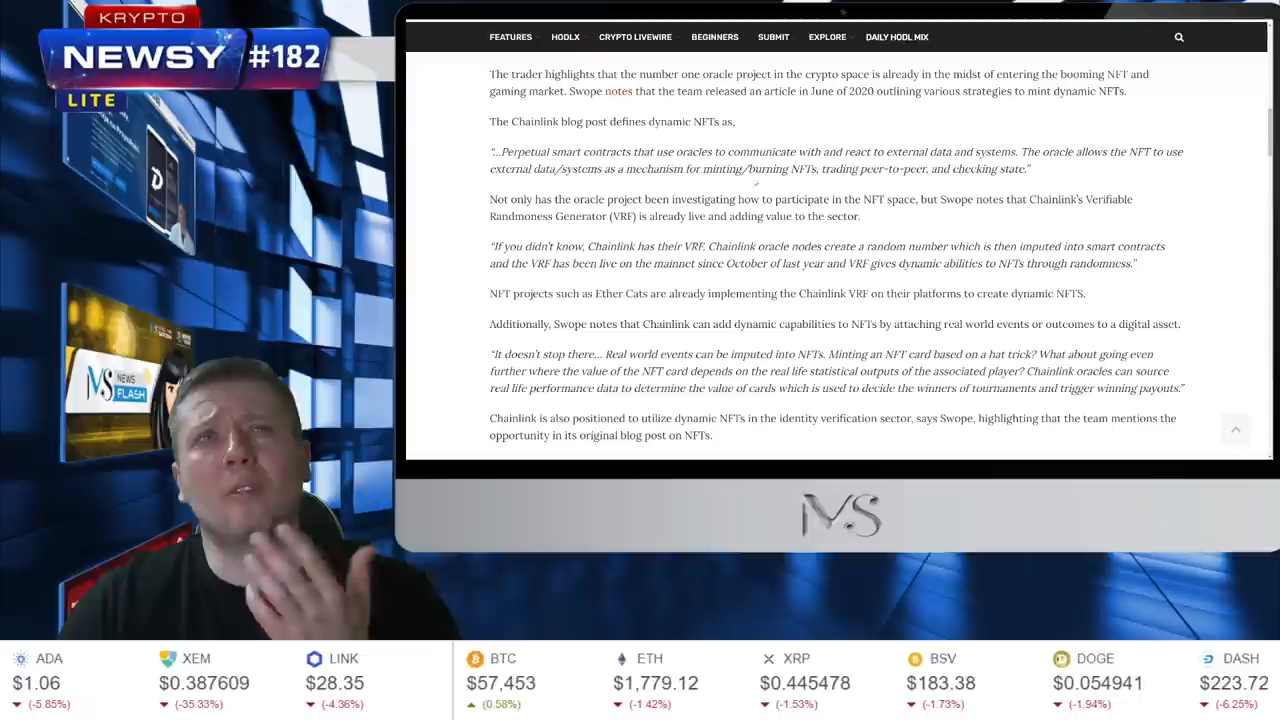 KRYPTO
NEWSY #182
LITE
FEATURES HODLX CRYPTO LIVEWIRE BEGINNERS SUBMIT EXPLORE DAILY HODL MIX
The trader highlights that the number one oracle project in the crypto space is already in the midst of entering the booming NFT and
gaming market. Swope notes that the team released an article in June of 2020 outlining various strategies to mint dynamic NFTs.
The Chainlink blog post defines dynamic NFTs as,
“…Perpetual smart contracts that use oracles to communicate with and react to external data and systems. The oracle allows the NFT to use
external data/systems as a mechanism for minting/burning NFTs, trading peer-to-peer, and checking state.”
Not only has the oracle project been investigating how to participate in the NFT space, but Swope notes that Chainlink’s Verifiable
Randmoness Generator (VRF) is already live and adding value to the sector.
“If you didn’t know, Chainlink has their VRF. Chainlink oracle nodes create a random number which is then imputed into smart contracts
and the VRF has been live on the mainnet since October of last year and VRF gives dynamic abilities to NFTs through randomness.”
NFT projects such as Ether Cats are already implementing the Chainlink VRF on their platforms to create dynamic NFTS.
Additionally, Swope notes that Chainlink can add dynamic capabilities to NFTs by attaching real world events or outcomes to a digital asset.
“It doesn’t stop there… Real world events can be imputed into NFTs. Minting an NFT card based on a hat trick? What about going even
further where the value of the NFT card depends on the real life statistical outputs of the associated player? Chainlink oracles can source
real life performance data to determine the value of cards which is used to decide the winners of tournaments and trigger winning payouts.”
Chainlink is also positioned to utilize dynamic NFTs in the identity verification sector, says Swope, highlighting that the team mentions the
opportunity in its original blog post on NFTs.
MS NEWS
FLASH
MS
ADA XEM LINK BTC ETH XRP BSV DOGE DASH
$1.06 $0.387609 $28.35 $57,453 $1,779.12 $0.445478 $183.38 $0.054941 $223.72
(-5.85%) (-35.33%) (-4.36%) (0.58%) (-1.42%) (-1.53%) (-1.73%) (-1.94%) (-6.25%)